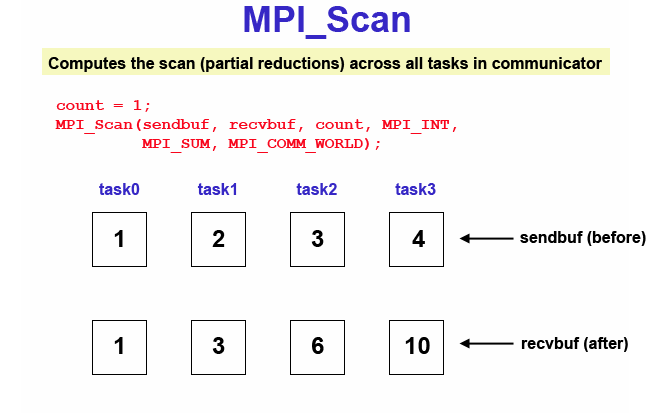 MPI_Scan
Computes the scan (partial reductions) across all tasks in communicator
count = 1;
MPI_Scan(sendbuf, recvbuf, count, MPI_INT,
MPI_SUM, MPI_COMM_WORLD);
task0 task1 task2 task3
1 2 3 4 sendbuf (before)
1 3 6 10 recvbuf (after)